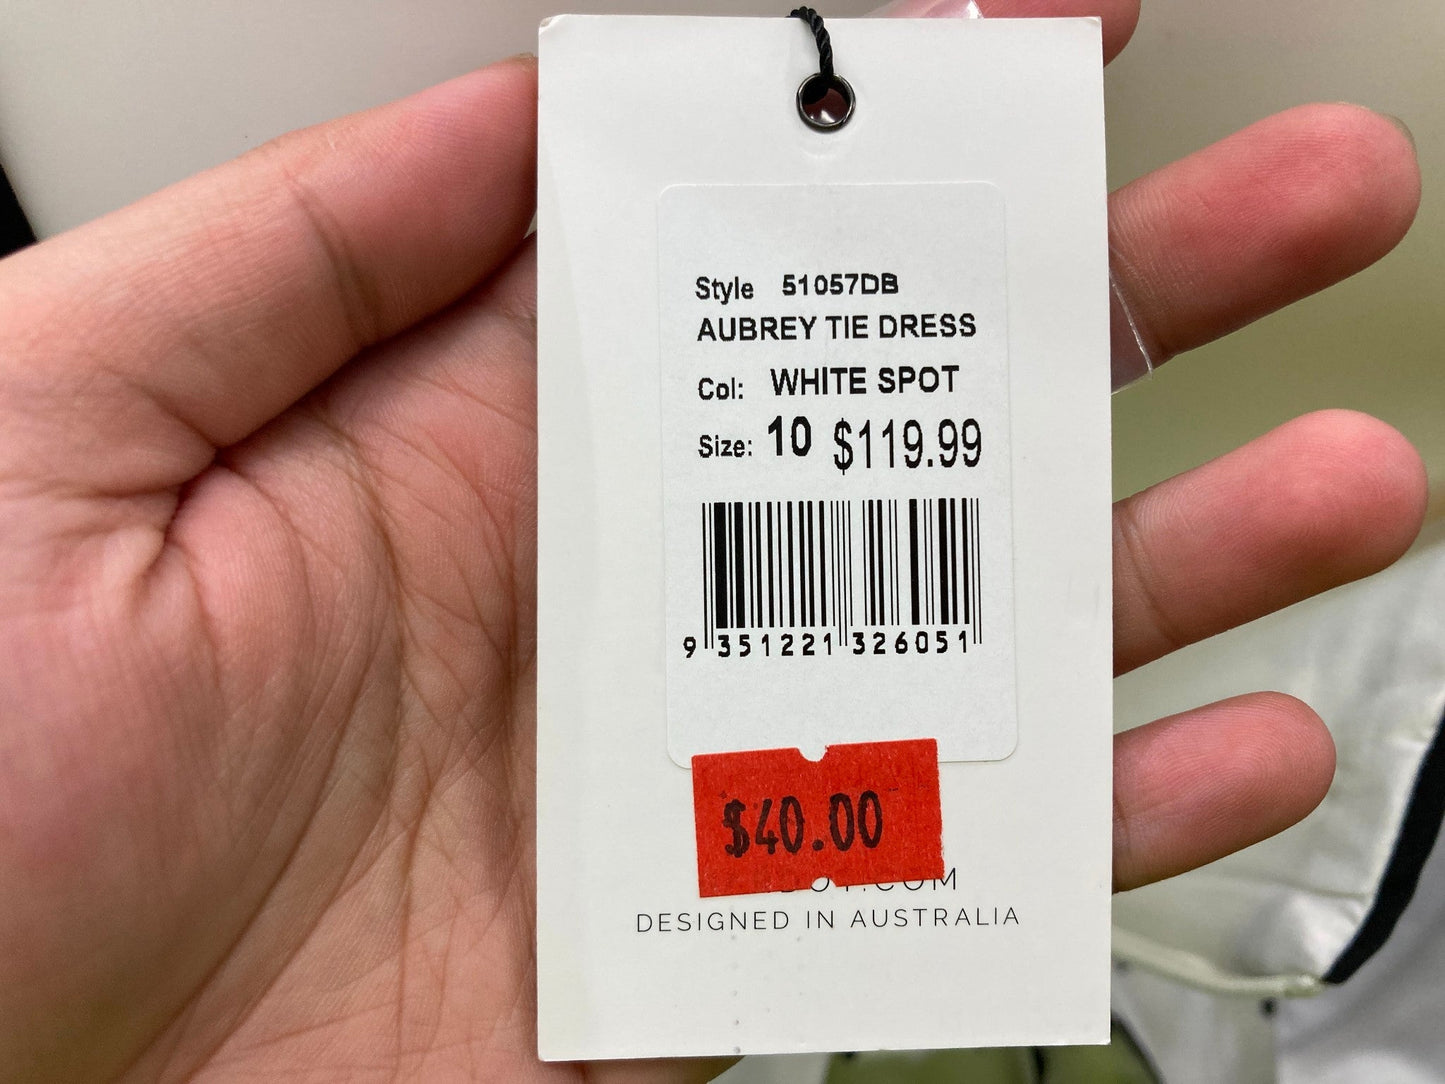 Style 51057DB
AUBREY TIE DRESS
Col: WHITE SPOT
Size: 10 $119.99
9 351221 326051
$40.00
DESIGNED IN AUSTRALIA